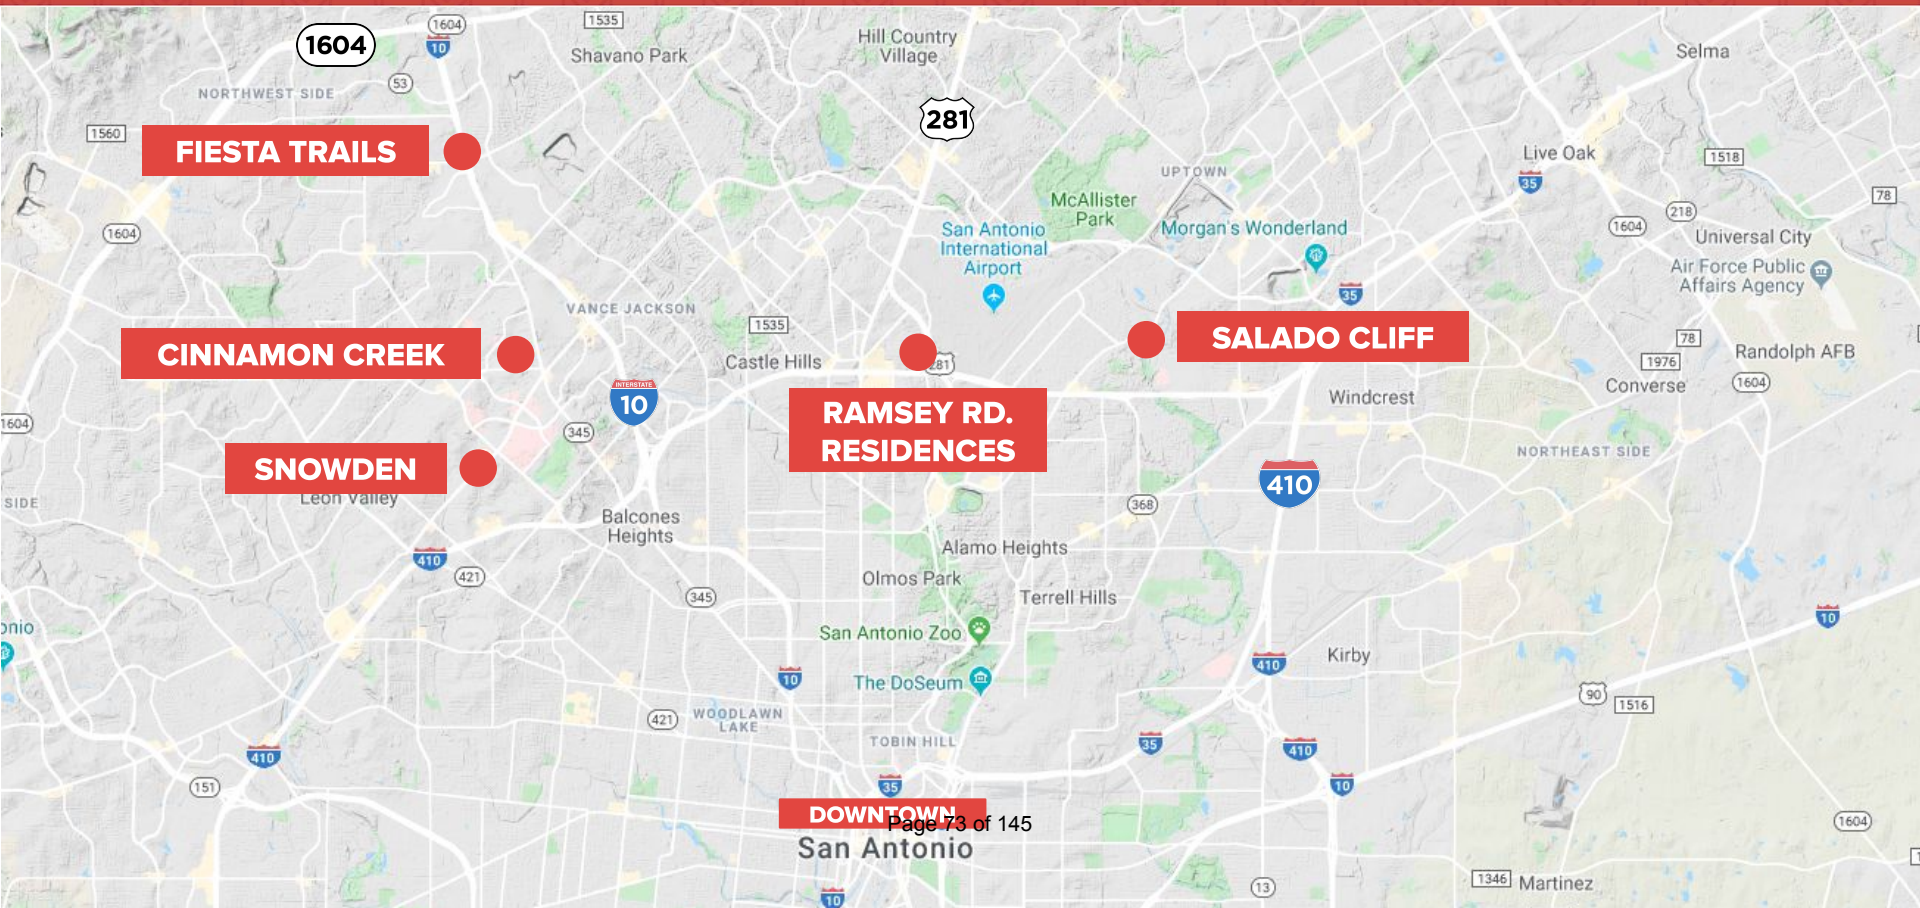 1604
1535
1604
10
Shavano Park
Hill Country
Village
Selma
1604
53
NORTHWEST SIDE
281
1560
FIESTA TRAILS
Live Oak
1518
35
78
UPTOWN
McAllister
Park
218
1604
1604
San Antonio
International
Airport
Morgan's Wonderland
Universal City
Air Force Public
Affairs Agency
35
VANCE JACKSON
1535
SALADO CLIFF
78
CINNAMON CREEK
Castle Hills
281
1976
Randolph AFB
Converse
1604
INTERSTATE
10
Windcrest
RAMSEY RD.
RESIDENCES
1604
345
NORTHEAST SIDE
SNOWDEN
Leon Valley
410
SIDE
368
Balcones
Heights
Alamo Heights
410
421
Olmos Park
345
Terrell Hills
10
onio
San Antonio Zoo
Kirby
410
10
The DoSeum
90
1516
421
WOODLAWN
LAKE
TOBIN HILL
35
410
410
151
35
10
DOWNTOWN
Page 73 of 145
1604
San Antonio
1346
Martinez
13
10